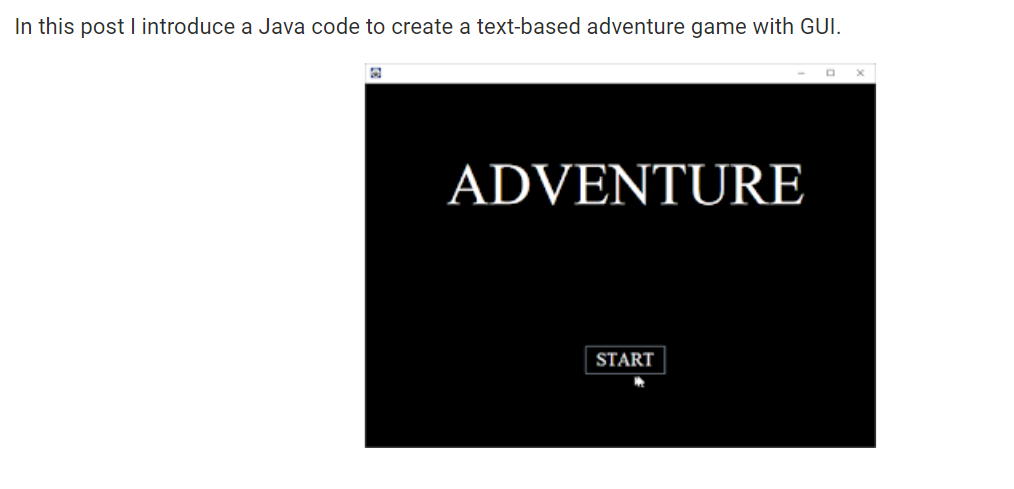 In this post I introduce a Java code to create a text-based adventure game with GUI.
ADVENTURE
START